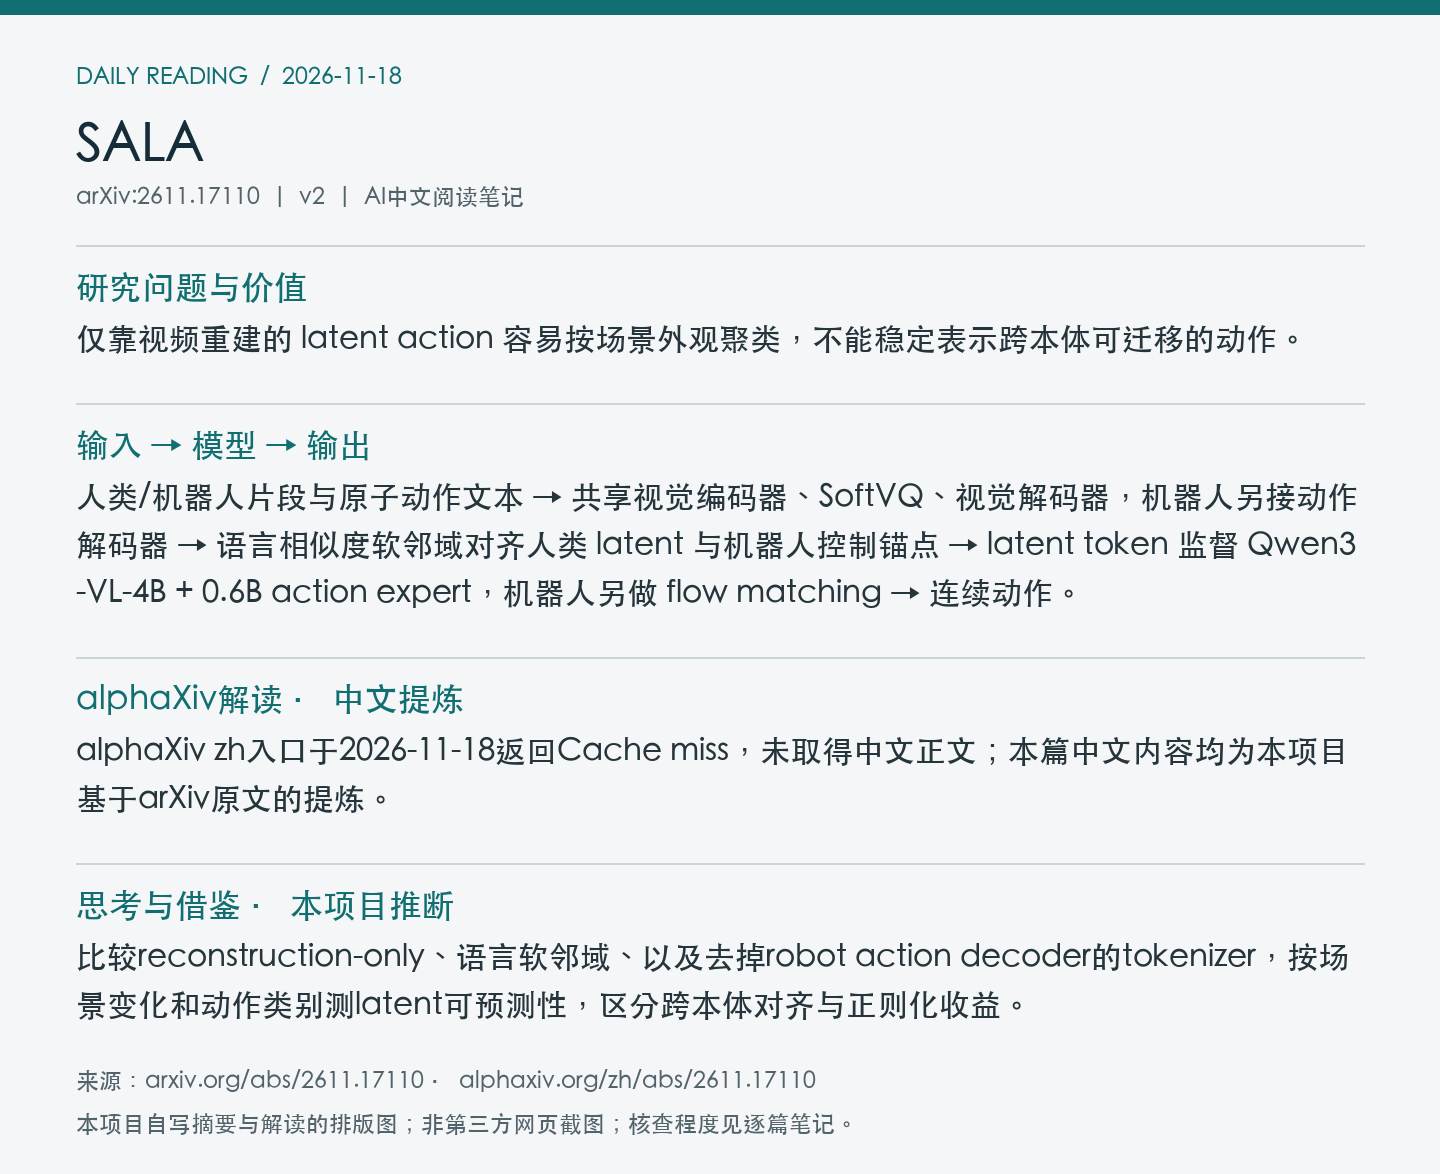 DAILY READING / 2026-11-18
SALA
arXiv:2611.17110 | v2 | AI中文阅读笔记
研究问题与价值
仅靠视频重建的 latent action 容易按场景外观聚类，不能稳定表示跨本体可迁移的动作。
输入 → 模型 → 输出
人类/机器人片段与原子动作文本 → 共享视觉编码器、SoftVQ、视觉解码器，机器人另接动作
解码器 → 语言相似度软邻域对齐人类 latent 与机器人控制锚点 → latent token 监督 Qwen3
-VL-4B + 0.6B action expert，机器人另做 flow matching → 连续动作。
alphaXiv解读 · 中文提炼
alphaXiv zh入口于2026-11-18返回Cache miss，未取得中文正文；本篇中文内容均为本项目
基于arXiv原文的提炼。
思考与借鉴 · 本项目推断
比较reconstruction-only、语言软邻域、以及去掉robot action decoder的tokenizer，按场
景变化和动作类别测latent可预测性，区分跨本体对齐与正则化收益。
来源：arxiv.org/abs/2611.17110 · alphaxiv.org/zh/abs/2611.17110
本项目自写摘要与解读的排版图；非第三方网页截图；核查程度见逐篇笔记。